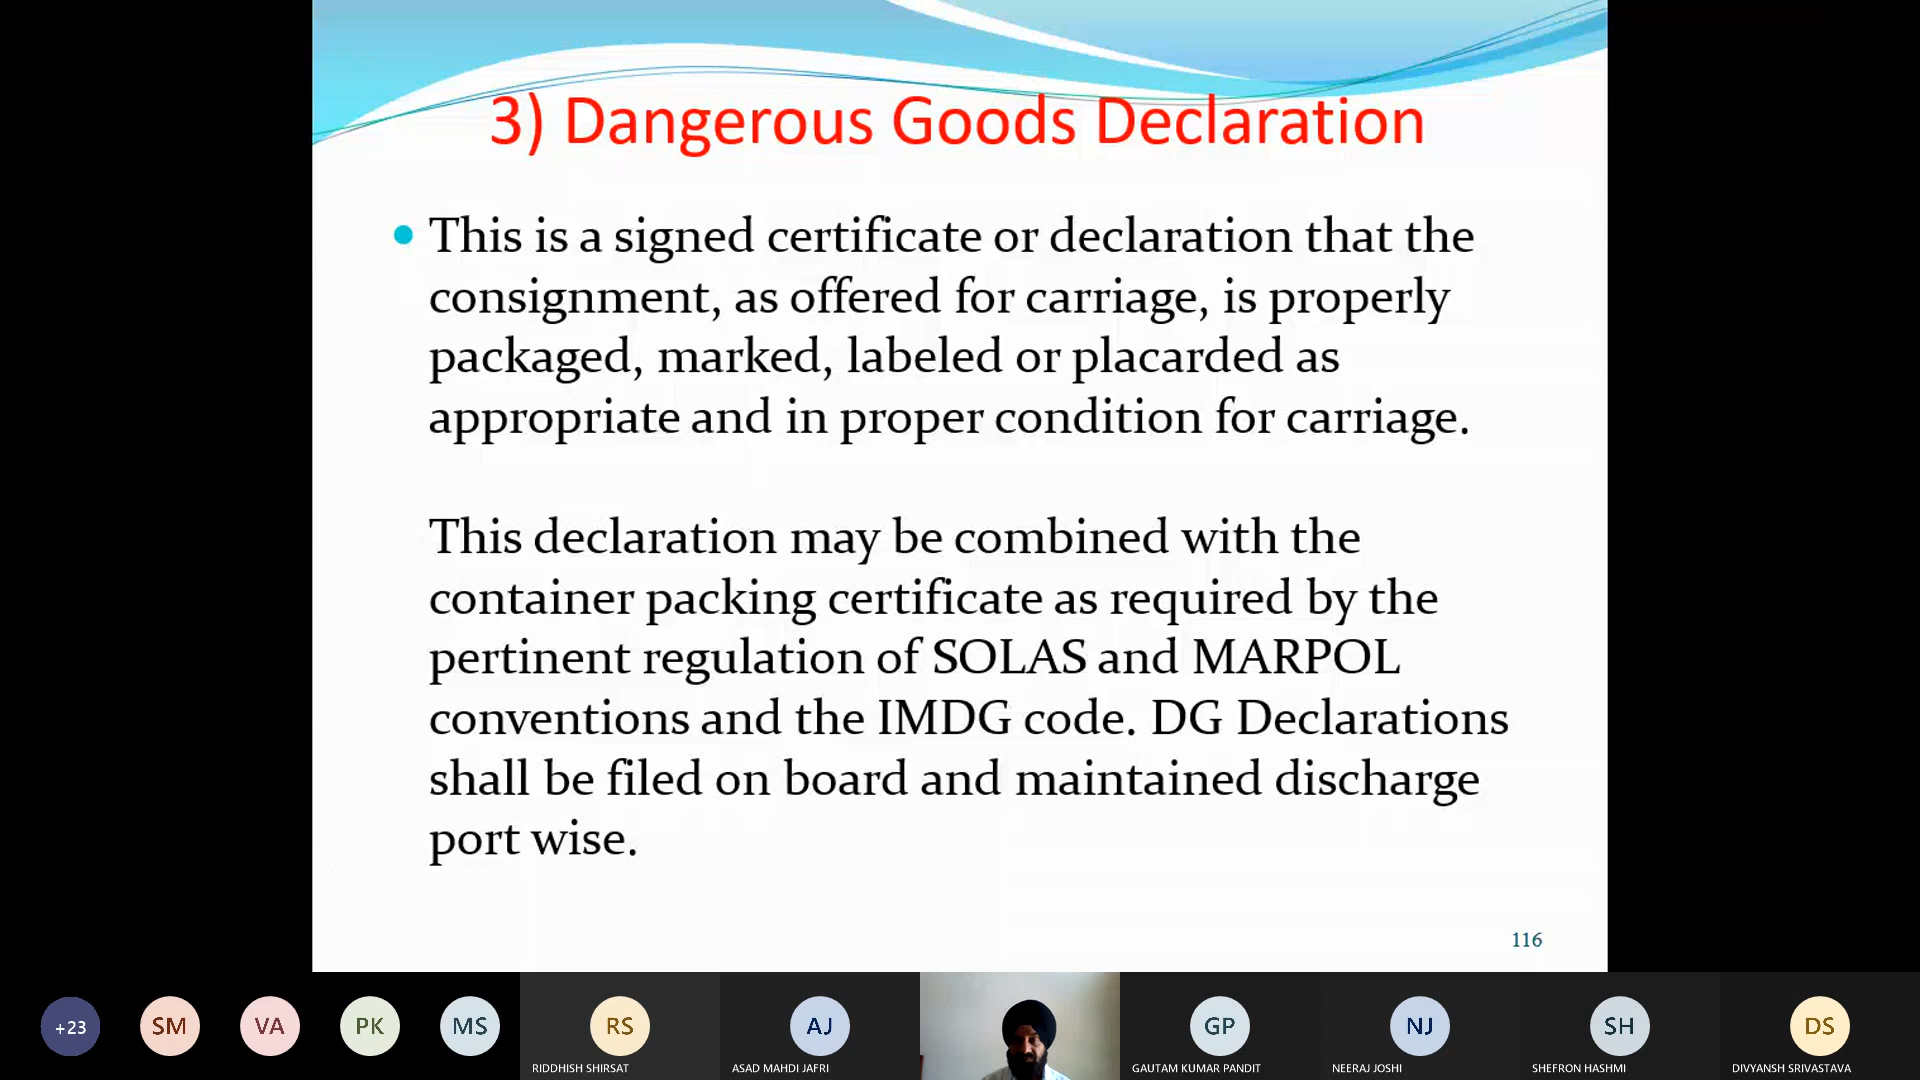 3) Dangerous Goods Declaration
• This is a signed certificate or declaration that the
consignment, as offered for carriage, is properly
packaged, marked, labeled or placarded as
appropriate and in proper condition for carriage.
This declaration may be combined with the
container packing certificate as required by the
pertinent regulation of SOLAS and MARPOL
conventions and the IMDG code. DG Declarations
shall be filed on board and maintained discharge
port wise.
116
+23
SM
VA
PK
MS
RS
AJ
GP
NJ
SH
DS
RIDDHISH SHIRSAT
ASAD MAHDI JAFRI
GAUTAM KUMAR PANDIT
NEERAJ JOSHI
SHEFRON HASHMI
DIVYANSH SRIVASTAVA